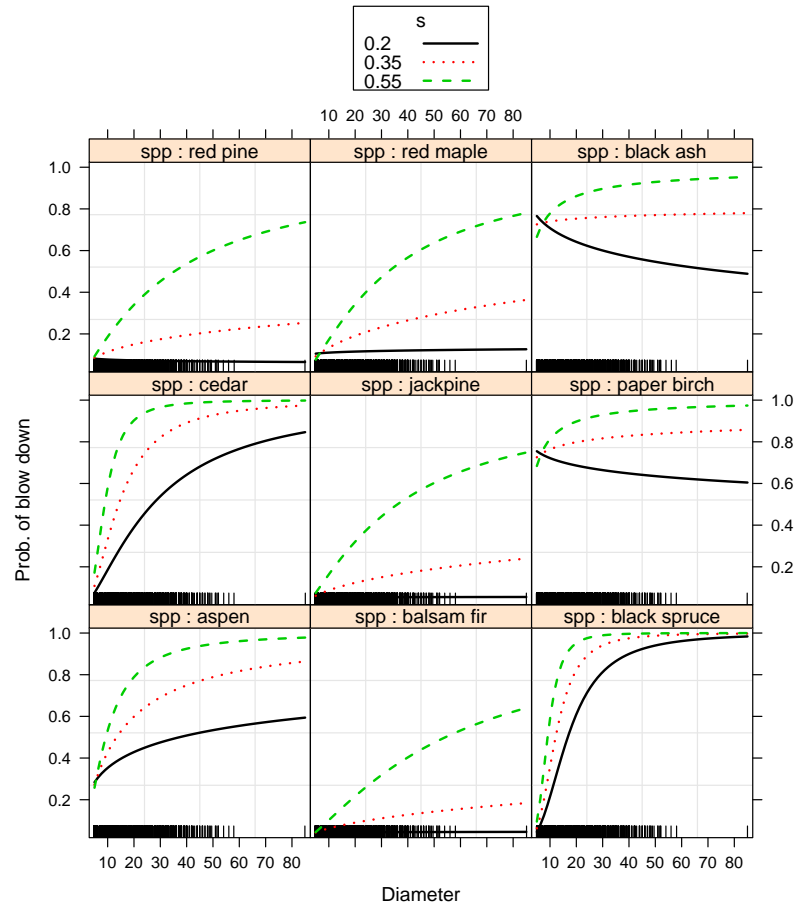 s
0.2
0.35
0.55
10 20 30 40 50 60 70 80
spp : red pine spp : red maple spp : black ash
1.0
0.8
0.6
0.4
0.2
spp : cedar spp : jackpine spp : paper birch
1.0
0.8
0.6
0.4
0.2
spp : aspen spp : balsam fir spp : black spruce
1.0
0.8
0.6
0.4
0.2
Prob. of blow down
10 20 30 40 50 60 70 80 10 20 30 40 50 60 70 80
Diameter